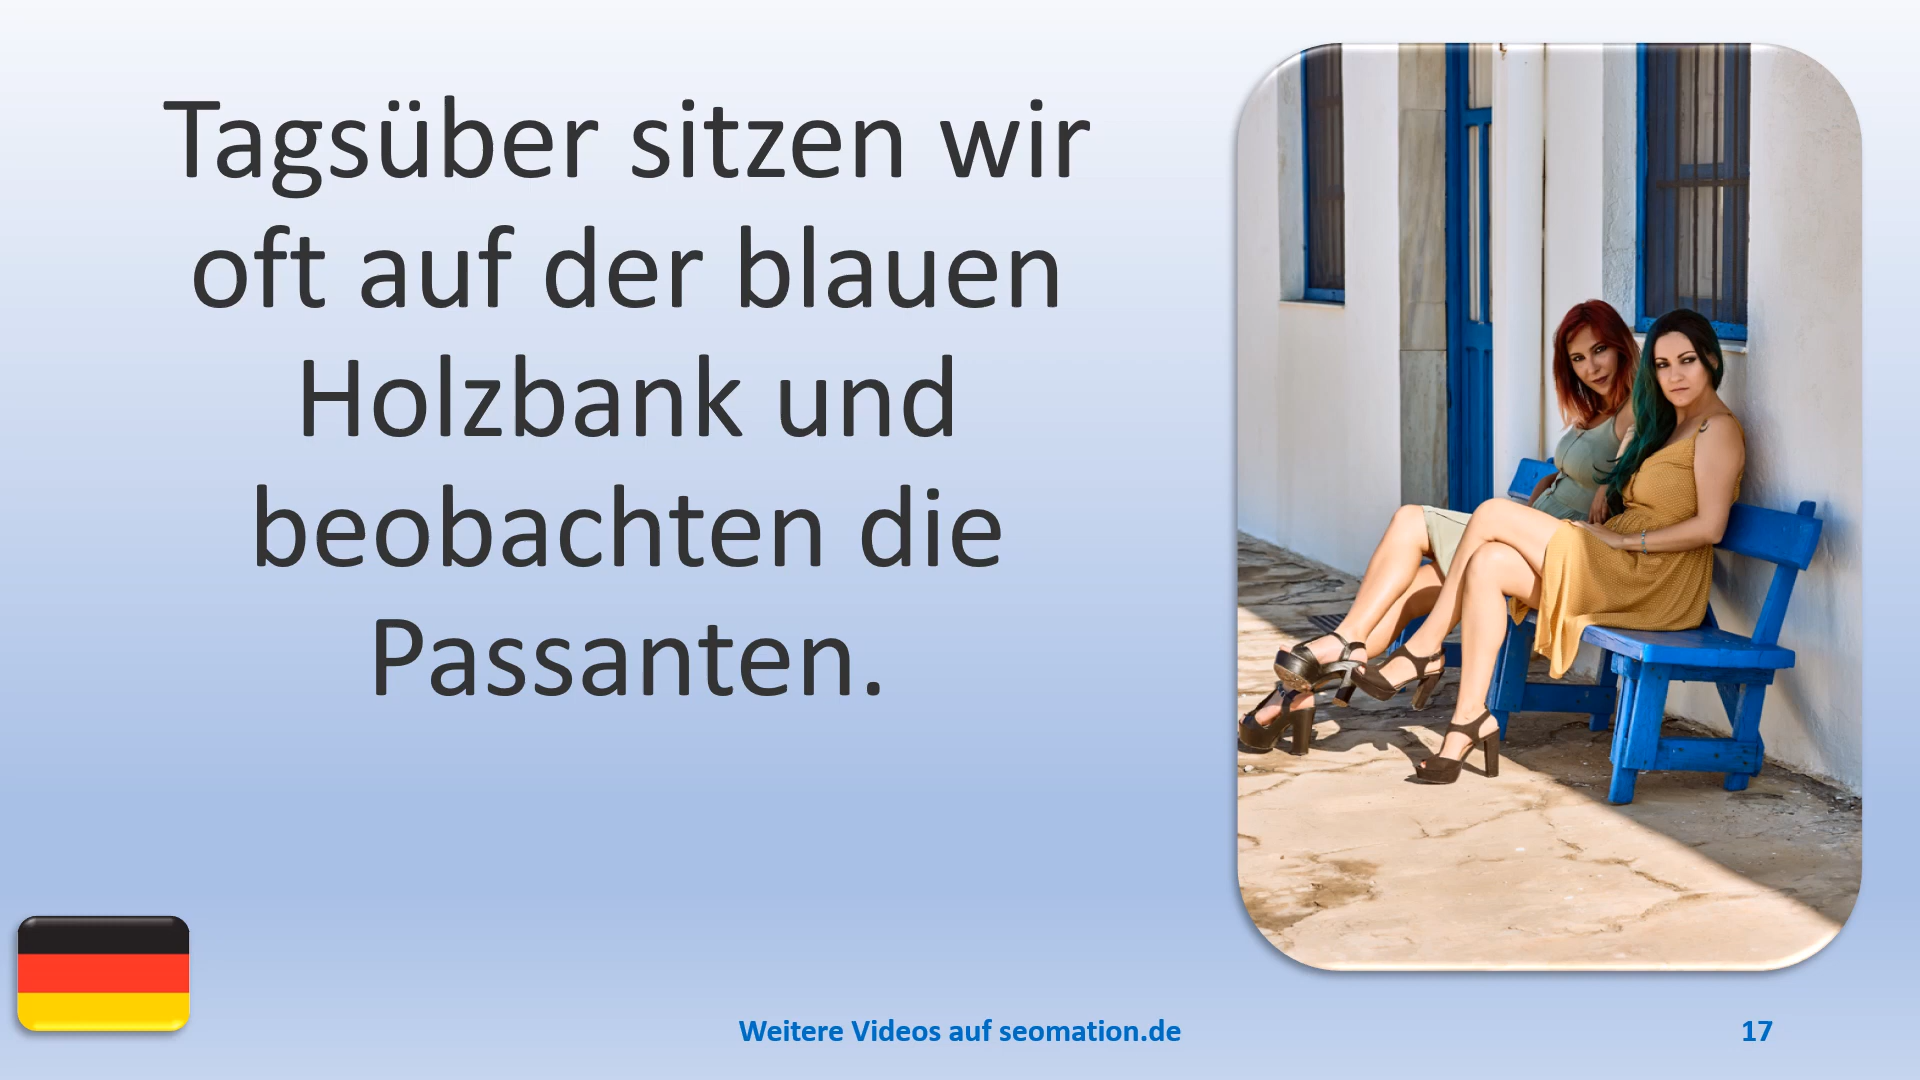 Tagsüber sitzen wir
oft auf der blauen
Holzbank und
beobachten die
Passanten.
Weitere Videos auf seomation.de
17